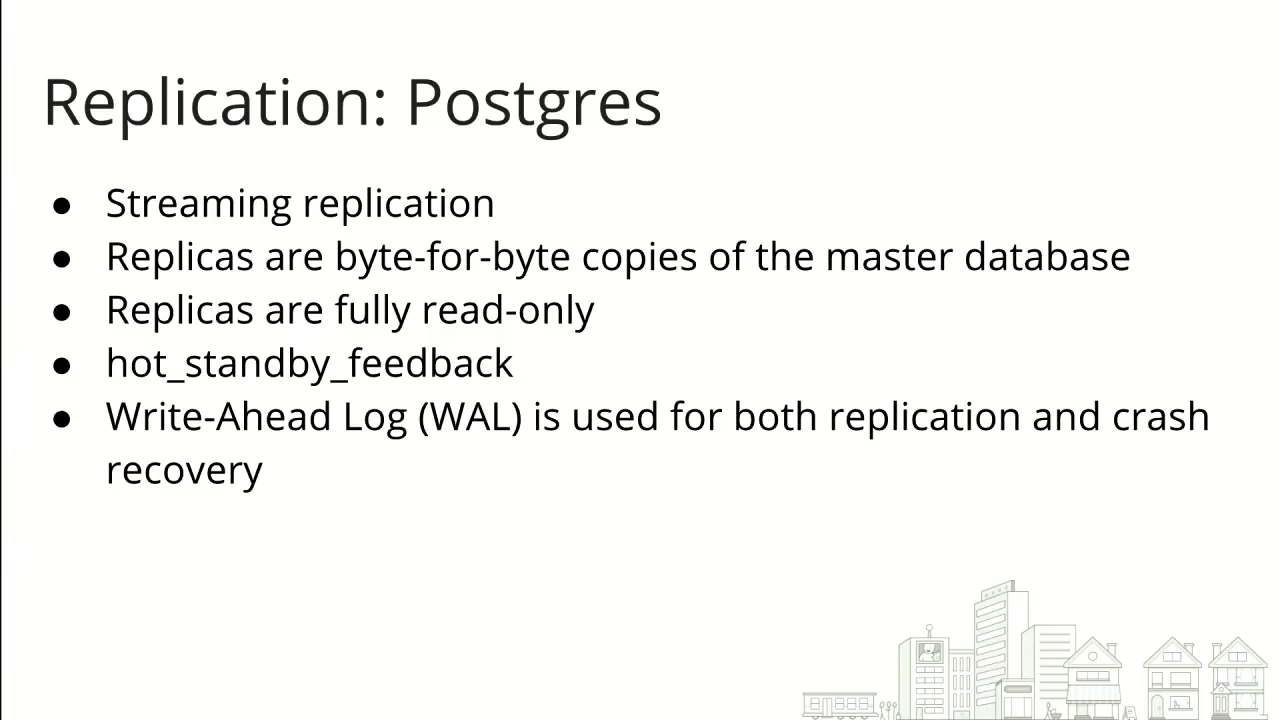 Replication: Postgres
● Streaming replication
● Replicas are byte-for-byte copies of the master database
● Replicas are fully read-only
● hot_standby_feedback
● Write-Ahead Log (WAL) is used for both replication and crash
recovery